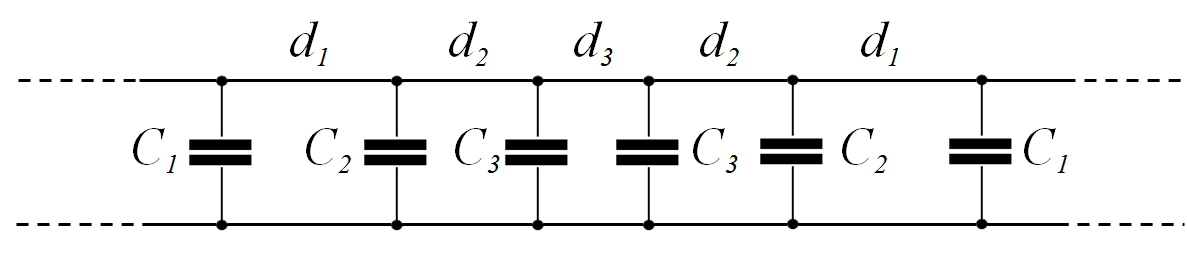 d₁ d₂ d₃ d₂ d₁
C₁ C₂ C₃ C₃ C₂ C₁